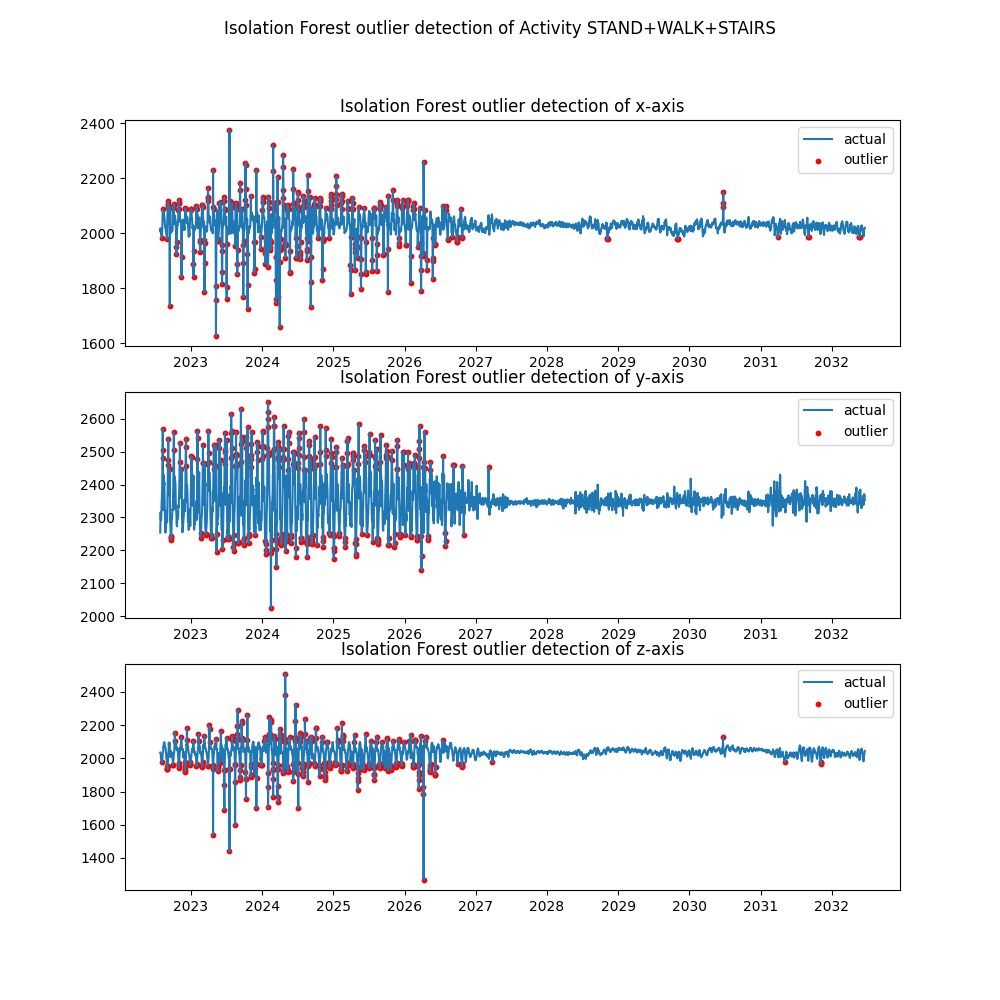 Isolation Forest outlier detection of Activity STAND+WALK+STAIRS
Isolation Forest outlier detection of x-axis
2400
2200
2000
1800
1600
actual
outlier
2023 2024 2025 2026 2027 2028 2029 2030 2031 2032
Isolation Forest outlier detection of y-axis
2600
2500
2400
2300
2200
2100
2000
actual
outlier
2023 2024 2025 2026 2027 2028 2029 2030 2031 2032
Isolation Forest outlier detection of z-axis
2400
2200
2000
1800
1600
1400
actual
outlier
2023 2024 2025 2026 2027 2028 2029 2030 2031 2032